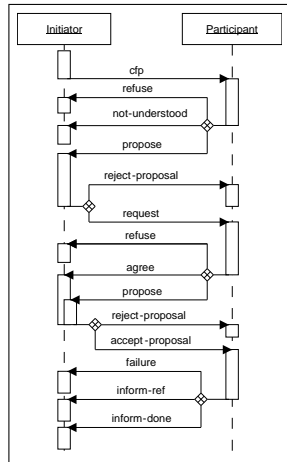 Initiator
Participant
cfp
refuse
not-understood
propose
reject-proposal
request
refuse
agree
propose
reject-proposal
accept-proposal
failure
inform-ref
inform-done